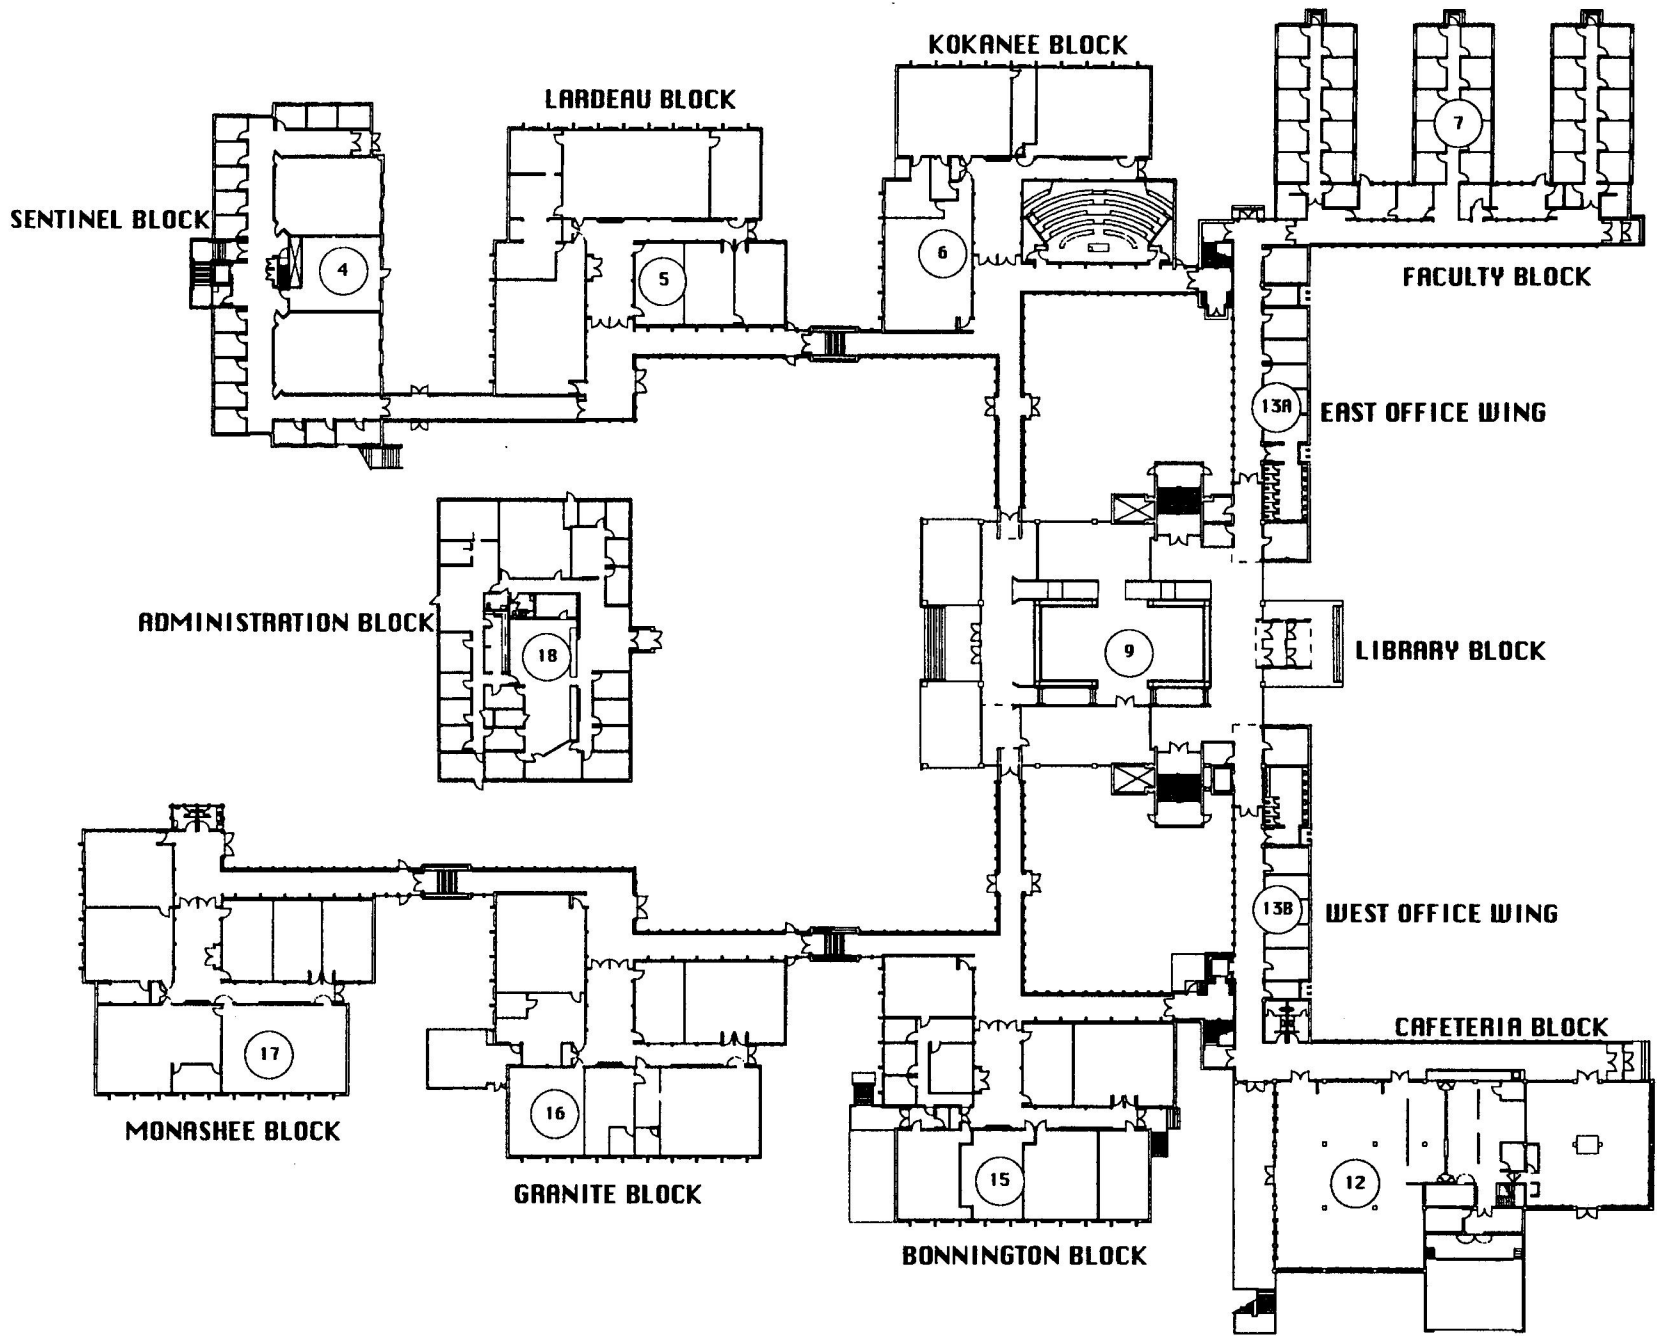 KOKANEE BLOCK
LARDEAU BLOCK
7
SENTINEL BLOCK
4
5
6
FACULTY BLOCK
13A
EAST OFFICE WING
ADMINISTRATION BLOCK
18
9
LIBRARY BLOCK
13B
WEST OFFICE WING
CAFETERIA BLOCK
17
16
MONASHEE BLOCK
15
12
GRANITE BLOCK
BONNINGTON BLOCK